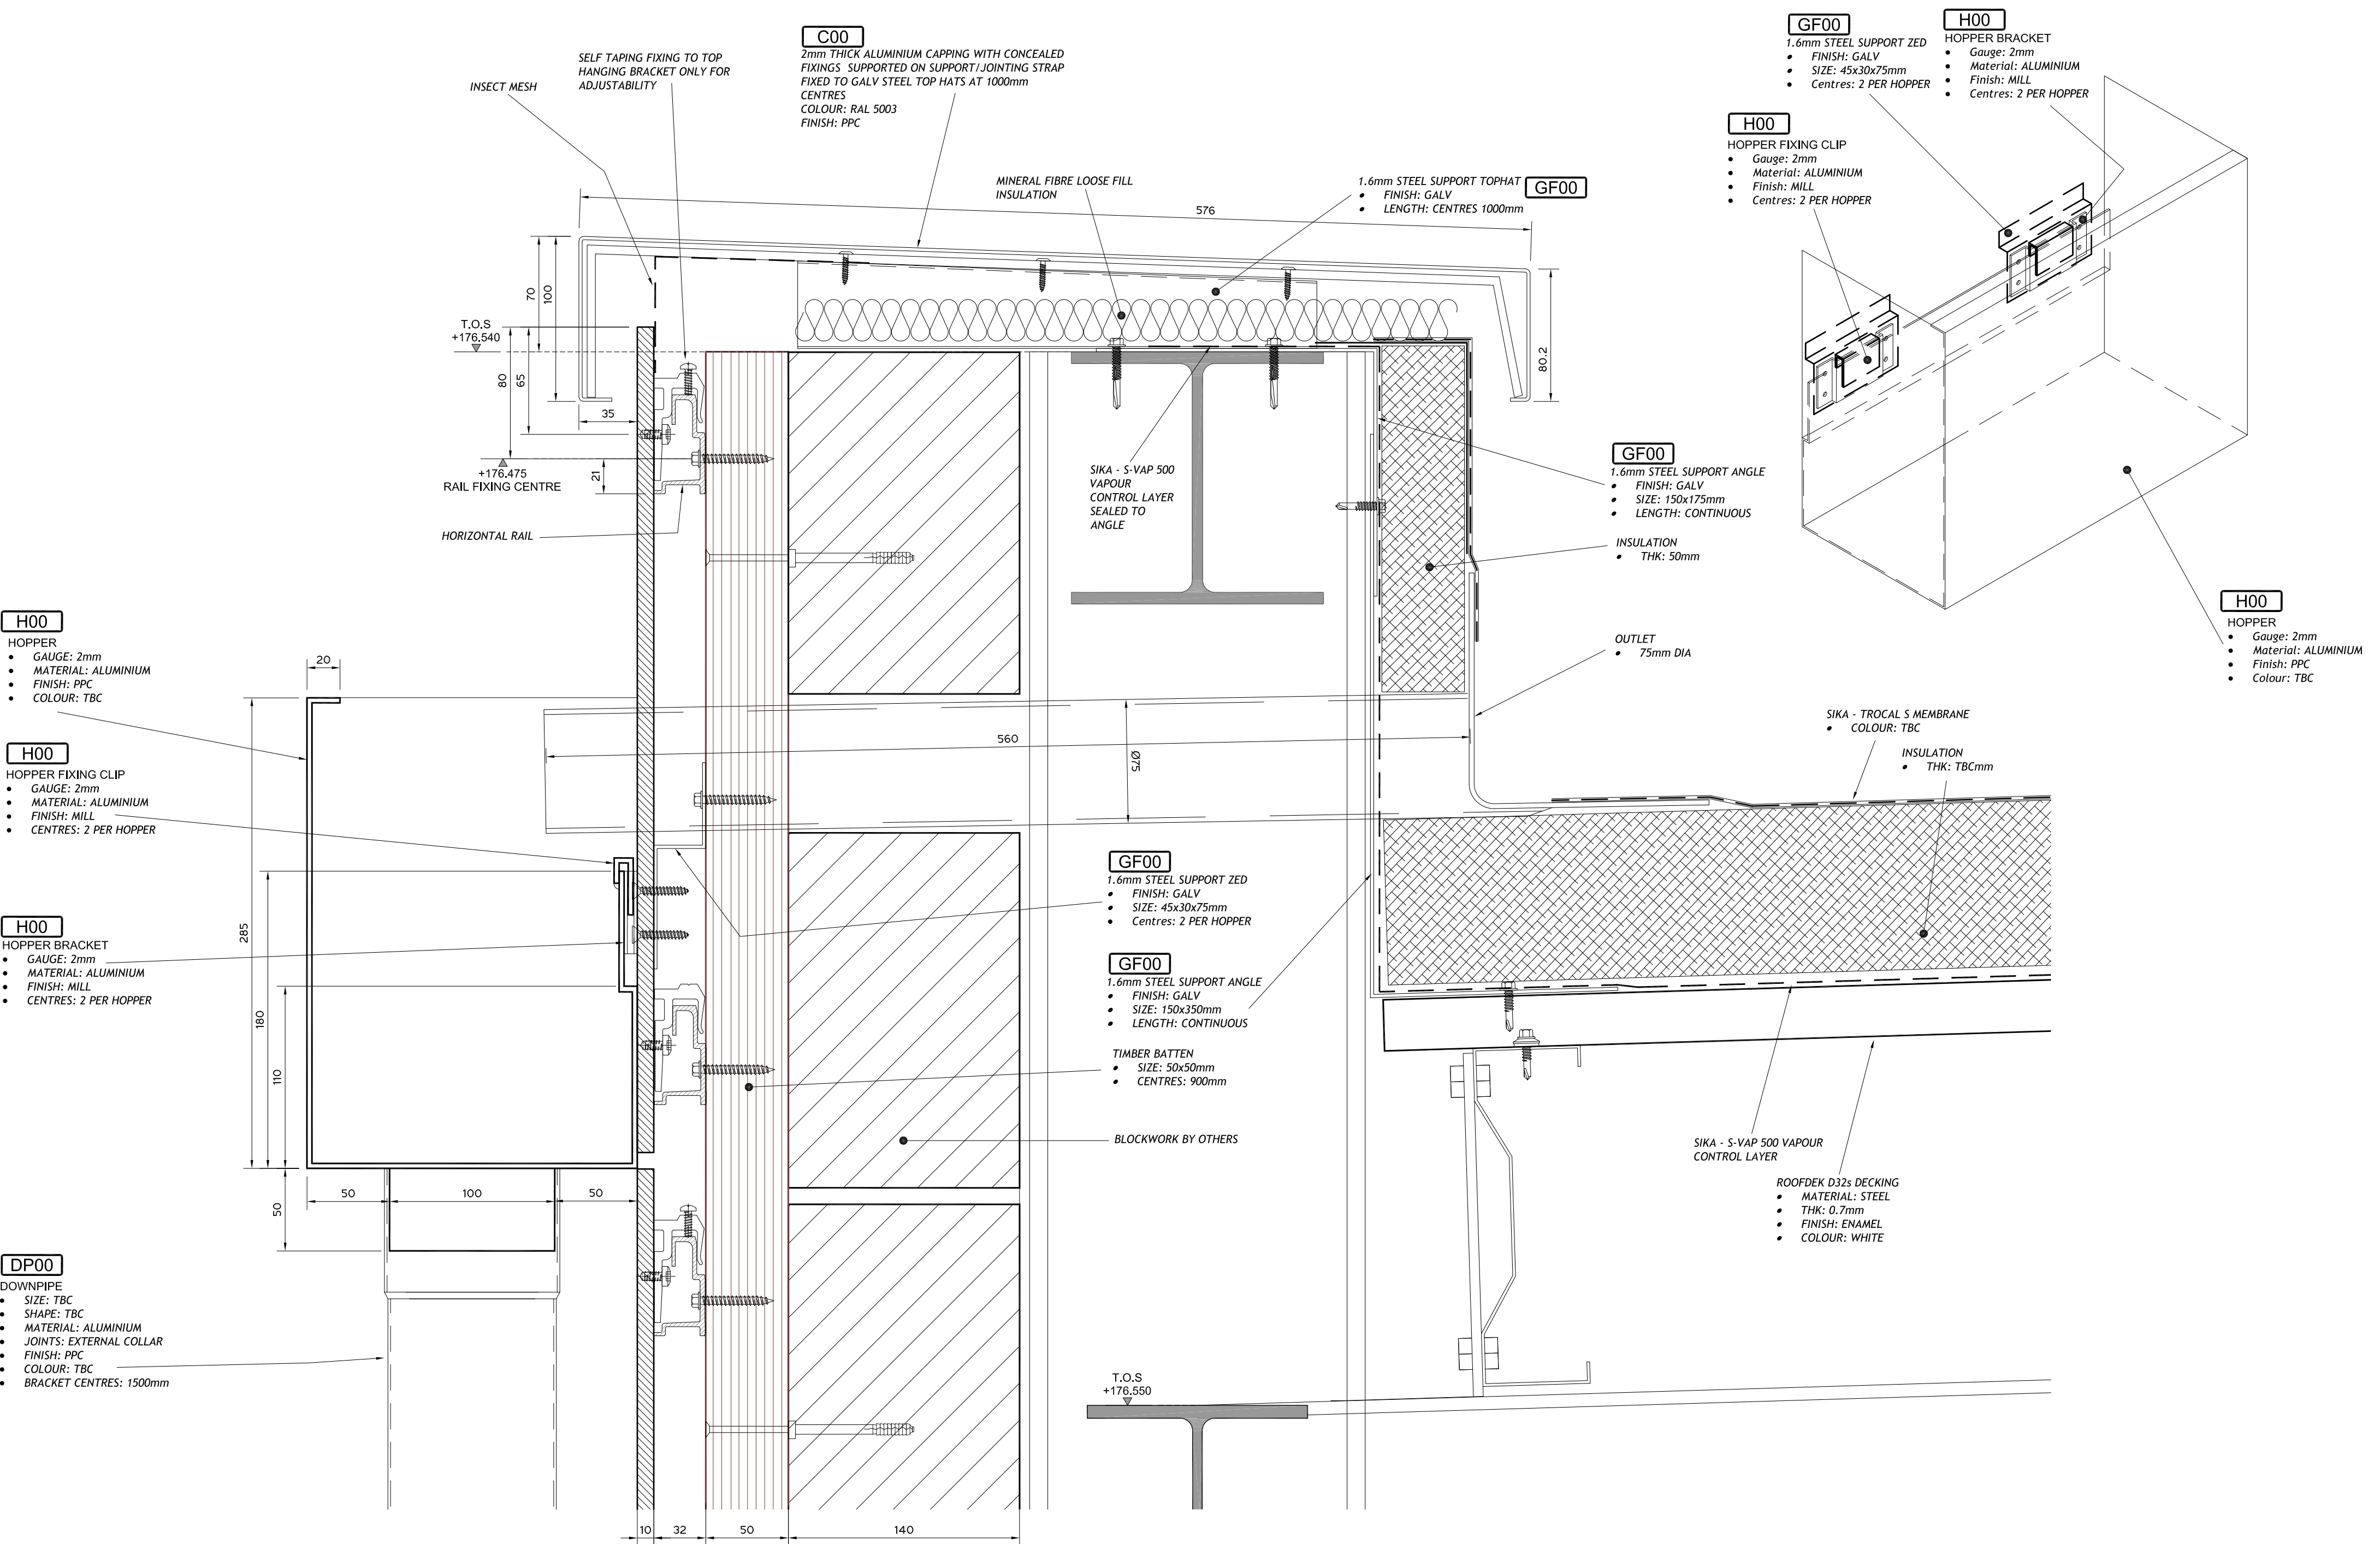 C00
2mm THICK ALUMINIUM CAPPING WITH CONCEALED
FIXINGS SUPPORTED ON SUPPORT/JOINTING STRAP
FIXED TO GALV STEEL TOP HATS AT 1000mm
CENTRES
COLOUR: RAL 5003
FINISH: PPC
SELF TAPING FIXING TO TOP
HANGING BRACKET ONLY FOR
ADJUSTABILITY
INSECT MESH
GF00
1.6mm STEEL SUPPORT ZED
• FINISH: GALV
• SIZE: 45x30x75mm
• Centres: 2 PER HOPPER
H00
HOPPER BRACKET
• Gauge: 2mm
• Material: ALUMINIUM
• Finish: MILL
• Centres: 2 PER HOPPER
H00
HOPPER FIXING CLIP
• Gauge: 2mm
• Material: ALUMINIUM
• Finish: MILL
• Centres: 2 PER HOPPER
MINERAL FIBRE LOOSE FILL
INSULATION
1.6mm STEEL SUPPORT TOPHAT
• FINISH: GALV
• LENGTH: CENTRES 1000mm
GF00
576
70
100
T.O.S
+176.540
80
65
35
80.2
+176.475
RAIL FIXING CENTRE
21
HORIZONTAL RAIL
SIKA - S-VAP 500
VAPOUR
CONTROL LAYER
SEALED TO
ANGLE
GF00
1.6mm STEEL SUPPORT ANGLE
• FINISH: GALV
• SIZE: 150x175mm
• LENGTH: CONTINUOUS
INSULATION
• THK: 50mm
OUTLET
• 75mm DIA
H00
HOPPER
• Gauge: 2mm
• Material: ALUMINIUM
• Finish: PPC
• Colour: TBC
H00
HOPPER
• GAUGE: 2mm
• MATERIAL: ALUMINIUM
• FINISH: PPC
• COLOUR: TBC
20
SIKA - TROCAL S MEMBRANE
• COLOUR: TBC
INSULATION
• THK: TBCmm
560
Ø75
H00
HOPPER FIXING CLIP
• GAUGE: 2mm
• MATERIAL: ALUMINIUM
• FINISH: MILL
• CENTRES: 2 PER HOPPER
H00
HOPPER BRACKET
• GAUGE: 2mm
• MATERIAL: ALUMINIUM
• FINISH: MILL
• CENTRES: 2 PER HOPPER
285
180
110
GF00
1.6mm STEEL SUPPORT ZED
• FINISH: GALV
• SIZE: 45x30x75mm
• Centres: 2 PER HOPPER
GF00
1.6mm STEEL SUPPORT ANGLE
• FINISH: GALV
• SIZE: 150x350mm
• LENGTH: CONTINUOUS
TIMBER BATTEN
• SIZE: 50x50mm
• CENTRES: 900mm
BLOCKWORK BY OTHERS
SIKA - S-VAP 500 VAPOUR
CONTROL LAYER
ROOFDEK D32s DECKING
• MATERIAL: STEEL
• THK: 0.7mm
• FINISH: ENAMEL
• COLOUR: WHITE
50
100
50
50
DP00
DOWNPIPE
• SIZE: TBC
• SHAPE: TBC
• MATERIAL: ALUMINIUM
• JOINTS: EXTERNAL COLLAR
• FINISH: PPC
• COLOUR: TBC
• BRACKET CENTRES: 1500mm
T.O.S
+176.550
10
32
50
140